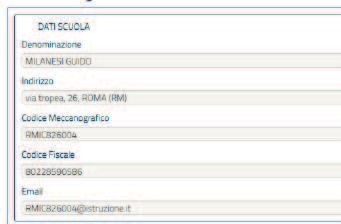 DATI SCUOLA
Denominazione
MILANESI GUIDO
Indirizzo
via tropea, 26, ROMA (RM)
Codice Meccanografico
RMIC826004
Codice Fiscale
80228590586
Email
RMIC826004@istruzione.it